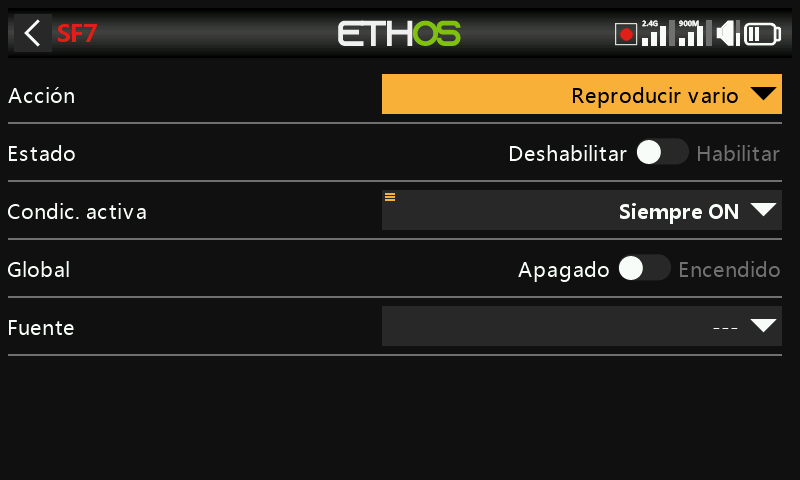 SF7
ETHOS
2.4G 900M
Acción Reproducir vario
Estado Deshabilitar Habilitar
Condic. activa Siempre ON
Global Apagado Encendido
Fuente ---